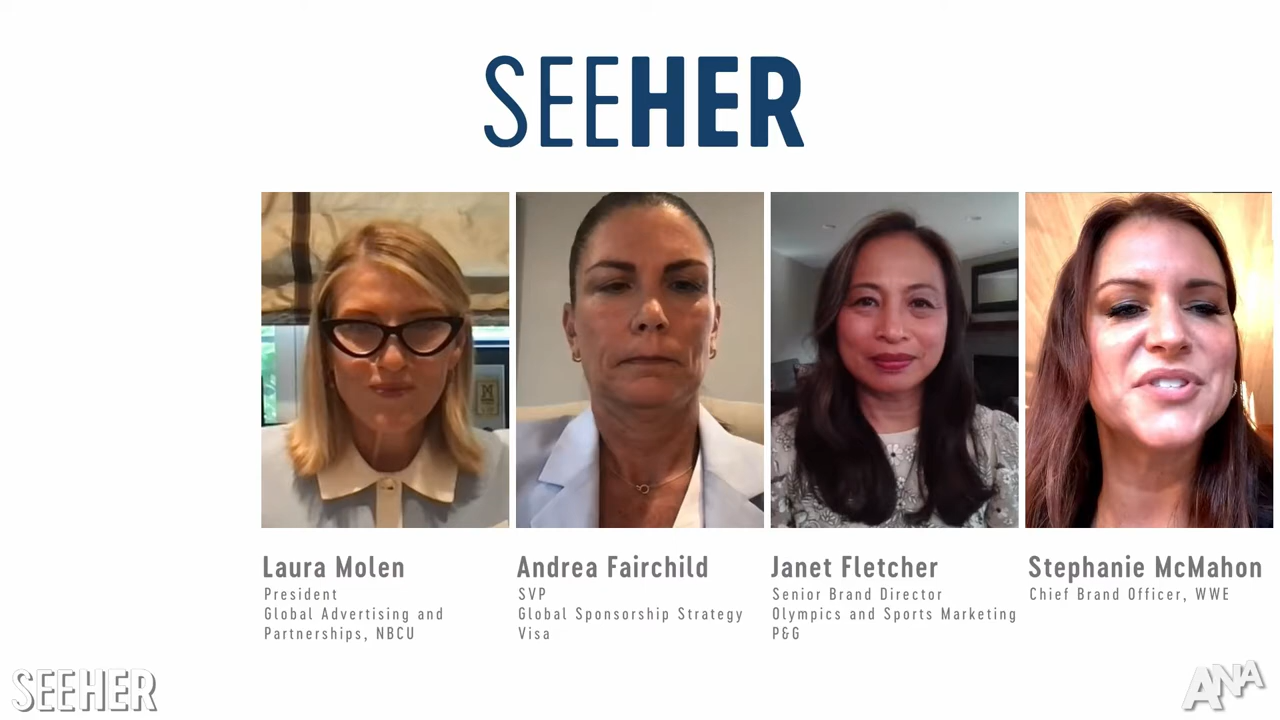 SEEHER
Laura Molen
President
Global Advertising and
Partnerships, NBCU
Andrea Fairchild
SVP
Global Sponsorship Strategy
Visa
Janet Fletcher
Senior Brand Director
Olympics and Sports Marketing
P&G
Stephanie McMahon
Chief Brand Officer, WWE
SEEHER
ANA